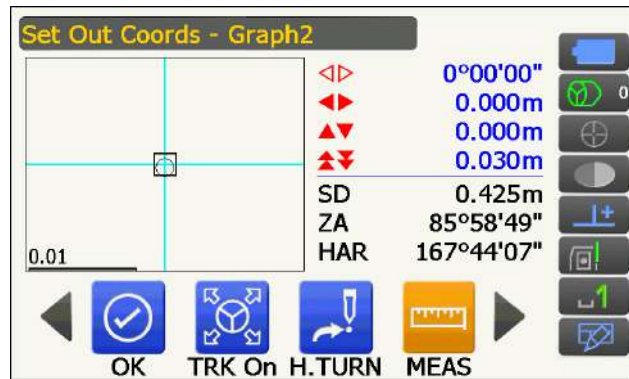 Set Out Coords - Graph2
0°00'00"
0.000m
0.000m
0.030m
SD 0.425m
ZA 85°58'49"
HAR 167°44'07"
0.01
0
1
OK TRK On H.TURN MEAS